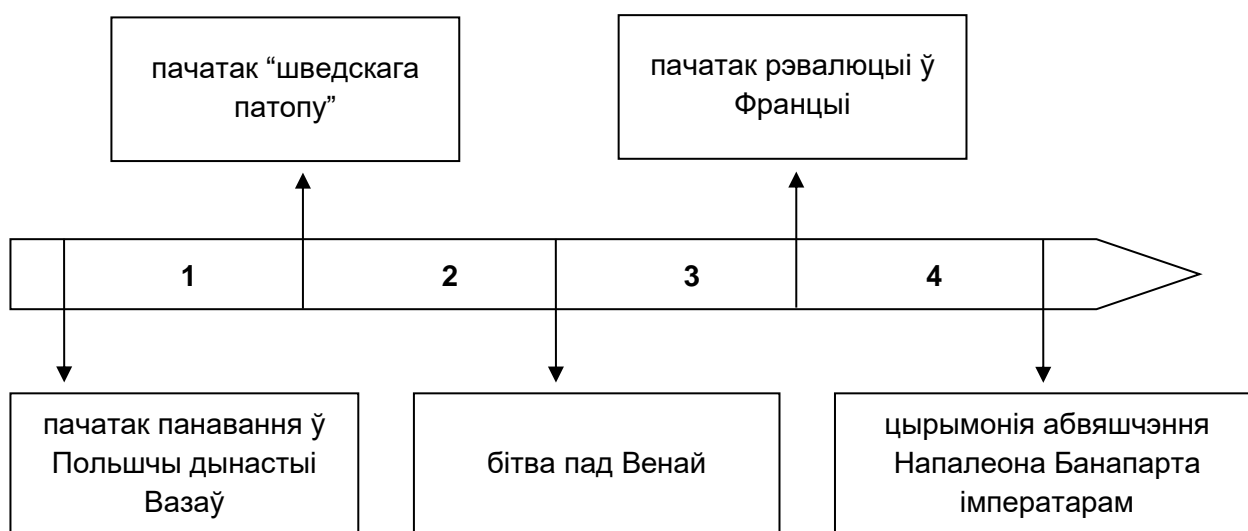 пачатак “шведскага
патопу”
пачатак рэвалюцыі ў
Францыі
1
2
3
4
пачатак панавання ў
Польшчы дынастыі
Вазаў
бітва пад Венай
цырымонія абвяшчэння
Напалеона Банапарта
імператарам